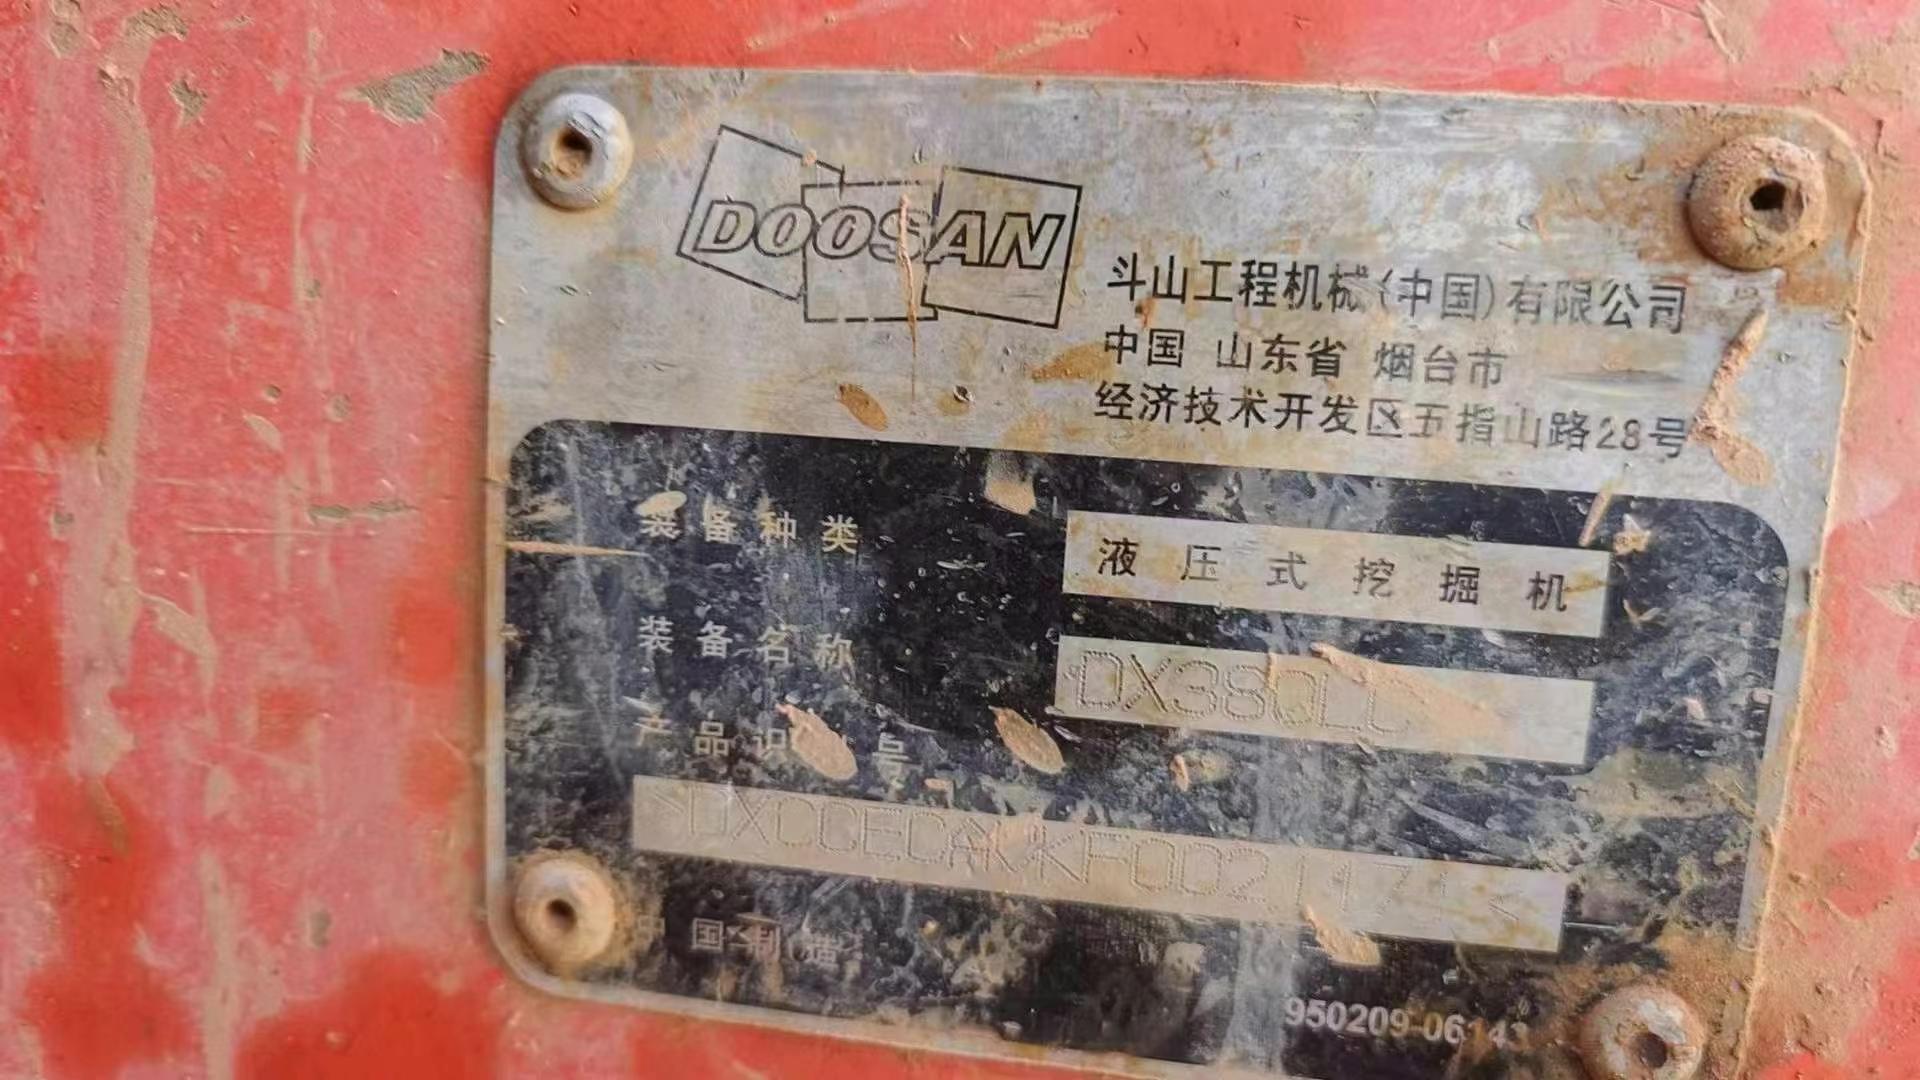 DOOSAN
斗山工程机械(中国)有限公司
中国 山东省 烟台市
经济技术开发区五指山路28号
装备种类
液压式挖掘机
装备名称
DX380LC
产品识 号
中国制造
950209-06143